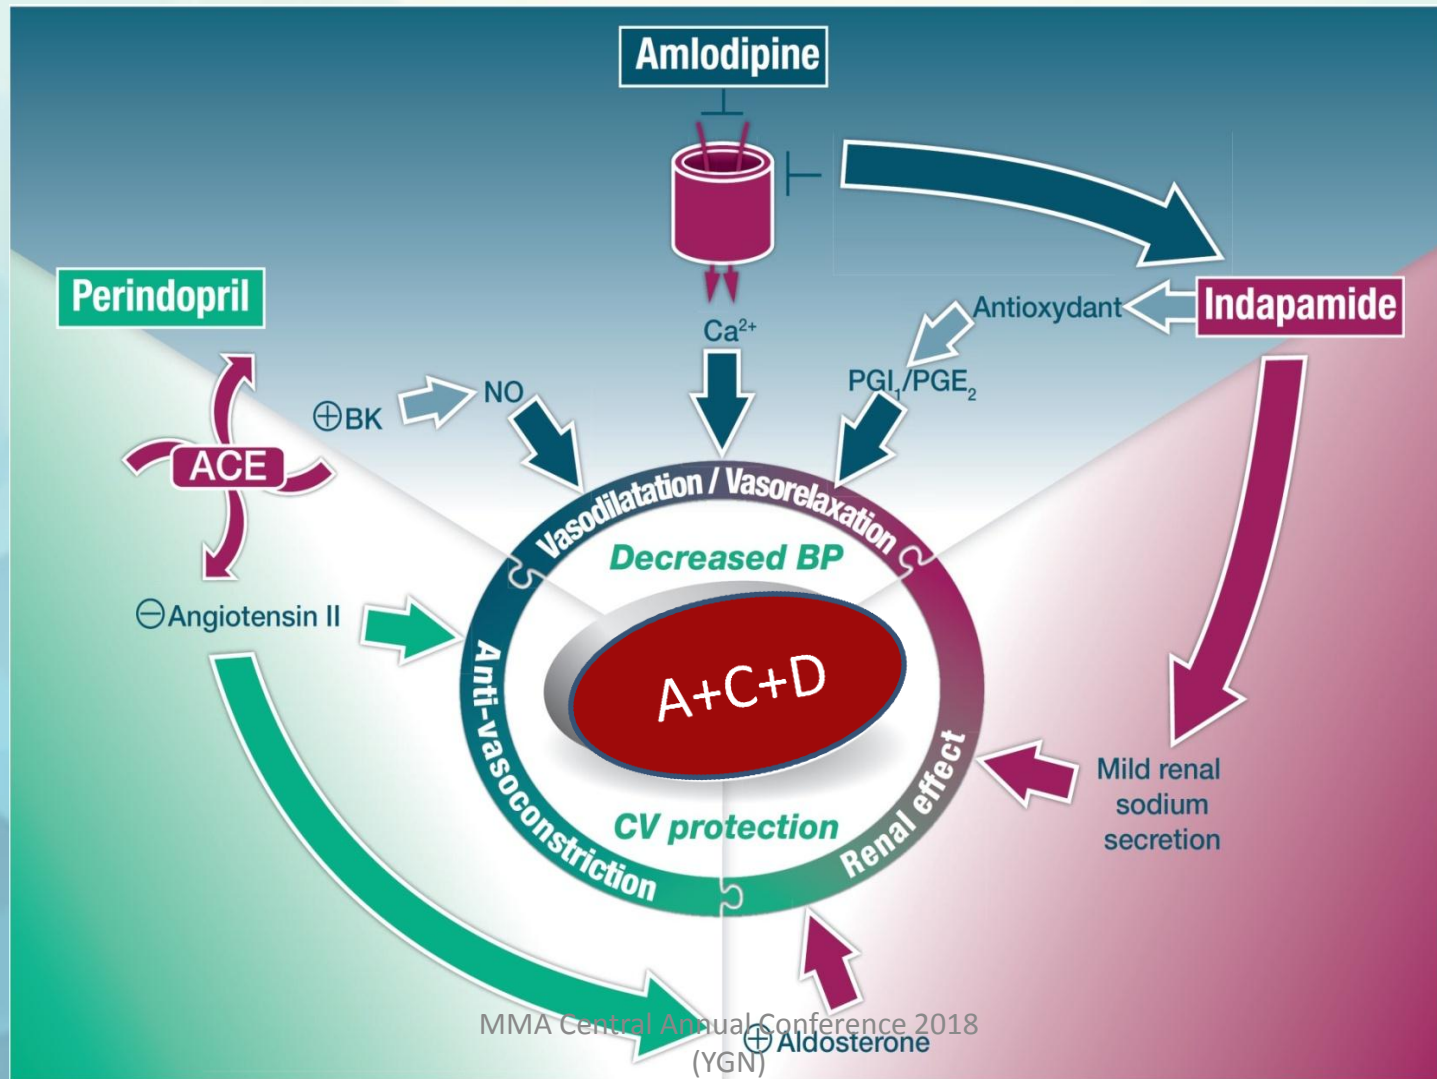 Amlodipine
Perindopril
Indapamide
Antioxydant
Ca²⁺
PGI₁/PGE₂
NO
⊕BK
ACE
Vasodilatation / Vasorelaxation
Decreased BP
⊖Angiotensin II
A+C+D
Anti-vasoconstriction
Renal effect
Mild renal
sodium
secretion
CV protection
MMA Central Annual Conference 2018
(YGN)
⊕Aldosterone